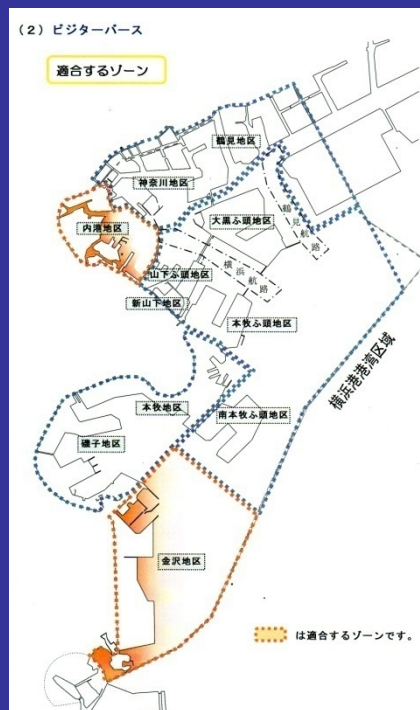 (2)ビジターバース
適合するゾーン
鶴見地区
神奈川地区
大黒ふ頭地区
鶴見航路
内港地区
横浜航路
山下ふ頭地区
新山下地区
本牧ふ頭地区
横浜港港湾区域
本牧地区
南本牧ふ頭地区
磯子地区
金沢地区
は適合するゾーンです。